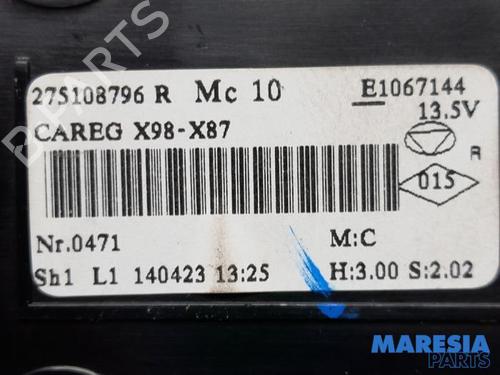 275108796 R Mc 10 E1067144
13.5V
CAREG X98-X87
R
015
Nr.0471 M:C
Sh1 L1 140423 13:25 H:3.00 S:2.02
MARESIA
PARTS
B-PARTS